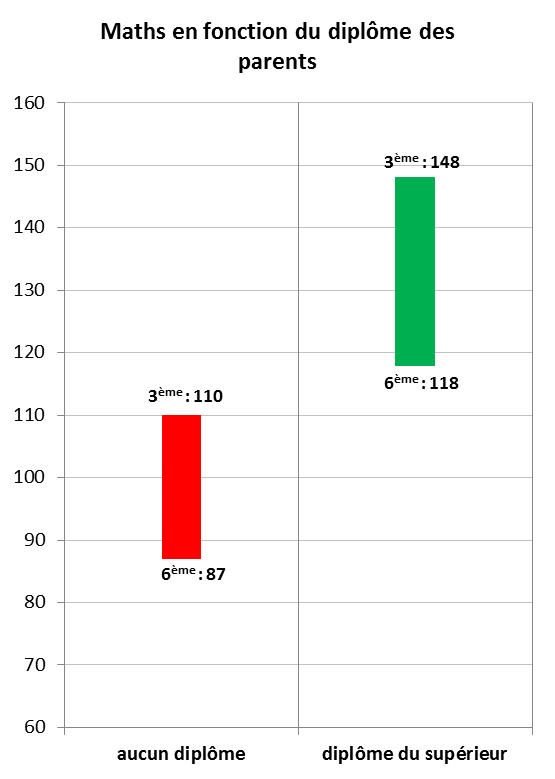 Maths en fonction du diplôme des
parents
160
150
140
130
120
110
100
90
80
70
60
3ème : 148
6ème : 118
3ème : 110
6ème : 87
aucun diplôme
diplôme du supérieur